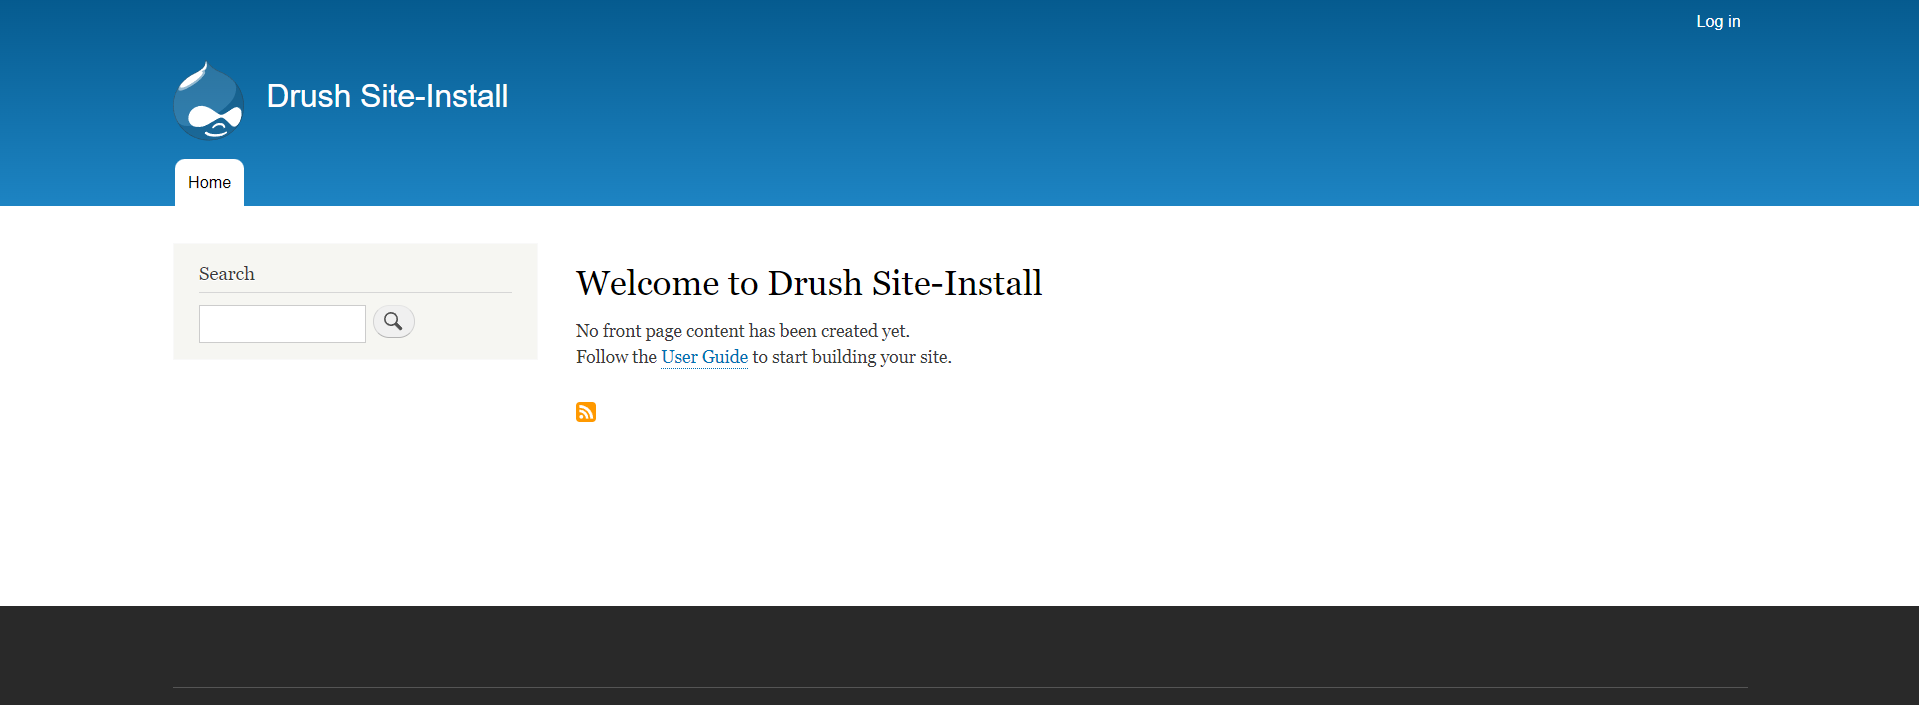 Log in
Drush Site-Install
Home
Search
Welcome to Drush Site-Install
No front page content has been created yet.
Follow the User Guide to start building your site.